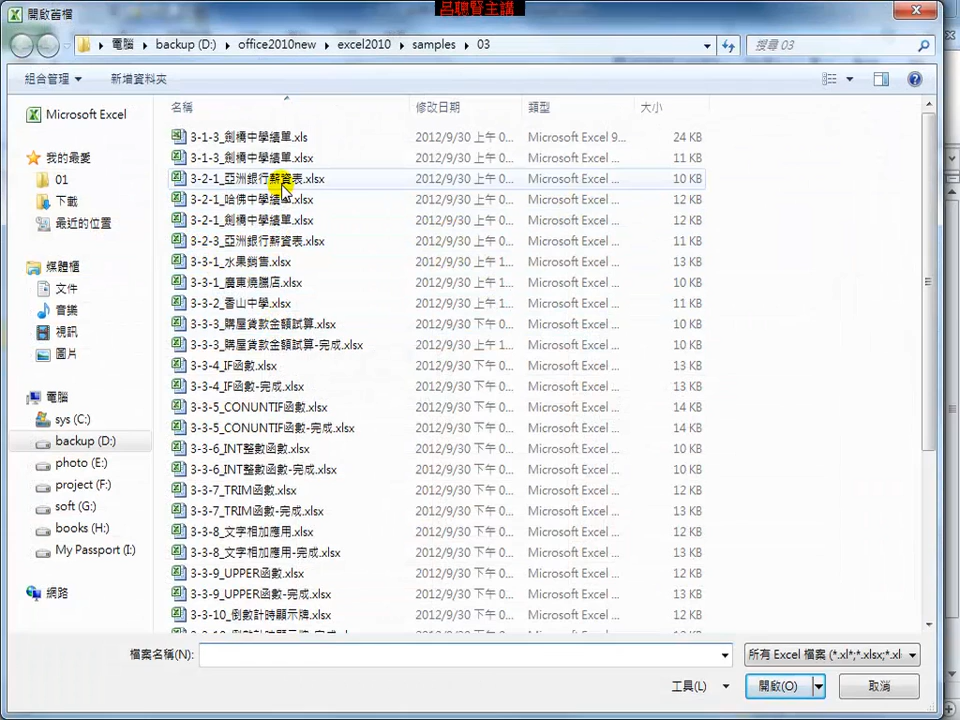 呂聰賢主講
開啟舊檔
電腦 ▸ backup (D:) ▸ office2010new ▸ excel2010 ▸ samples ▸ 03
搜尋 03
組合管理
新增資料夾
名稱 修改日期 類型 大小
3-1-3_劍橋中學績單.xls 2012/9/30 上午 0... Microsoft Excel 9... 24 KB
3-1-3_劍橋中學績單.xlsx 2012/9/30 上午 0... Microsoft Excel ... 11 KB
3-2-1_亞洲銀行薪資表.xlsx 2012/9/30 上午 0... Microsoft Excel ... 10 KB
3-2-1_哈佛中學績單.xlsx 2012/9/30 上午 0... Microsoft Excel ... 12 KB
3-2-1_劍橋中學績單.xlsx 2012/9/30 上午 0... Microsoft Excel ... 12 KB
3-2-3_亞洲銀行薪資表.xlsx 2012/9/30 上午 0... Microsoft Excel ... 11 KB
3-3-1_水果銷售.xlsx 2012/9/30 上午 1... Microsoft Excel ... 13 KB
3-3-1_廣東燒臘店.xlsx 2012/9/30 上午 0... Microsoft Excel ... 10 KB
3-3-2_香山中學.xlsx 2012/9/30 上午 0... Microsoft Excel ... 11 KB
3-3-3_購屋貸款金額試算.xlsx 2012/9/30 下午 0... Microsoft Excel ... 10 KB
3-3-3_購屋貸款金額試算-完成.xlsx 2012/9/30 上午 1... Microsoft Excel ... 10 KB
3-3-4_IF函數.xlsx 2012/9/30 下午 0... Microsoft Excel ... 13 KB
3-3-4_IF函數-完成.xlsx 2012/9/30 下午 0... Microsoft Excel ... 13 KB
3-3-5_CONUNTIF函數.xlsx 2012/9/30 下午 0... Microsoft Excel ... 14 KB
3-3-5_CONUNTIF函數-完成.xlsx 2012/9/30 下午 0... Microsoft Excel ... 14 KB
3-3-6_INT整數函數.xlsx 2012/9/30 下午 0... Microsoft Excel ... 10 KB
3-3-6_INT整數函數-完成.xlsx 2012/9/30 下午 0... Microsoft Excel ... 10 KB
3-3-7_TRIM函數.xlsx 2012/9/30 下午 0... Microsoft Excel ... 12 KB
3-3-7_TRIM函數-完成.xlsx 2012/9/30 下午 0... Microsoft Excel ... 13 KB
3-3-8_文字相加應用.xlsx 2012/9/30 下午 0... Microsoft Excel ... 12 KB
3-3-8_文字相加應用-完成.xlsx 2012/9/30 下午 0... Microsoft Excel ... 13 KB
3-3-9_UPPER函數.xlsx 2012/9/30 下午 0... Microsoft Excel ... 12 KB
3-3-9_UPPER函數-完成.xlsx 2012/9/30 下午 0... Microsoft Excel ... 13 KB
3-3-10_倒數計時顯示牌.xlsx 2012/9/30 下午 0... Microsoft Excel ... 12 KB
Microsoft Excel
我的最愛
01
下載
最近的位置
媒體櫃
文件
音樂
視訊
圖片
電腦
sys (C:)
backup (D:)
photo (E:)
project (F:)
soft (G:)
books (H:)
My Passport (I:)
網路
檔案名稱(N):
所有 Excel 檔案 (*.xl*;*.xlsx;*.xl
工具(L)
開啟(O)
取消